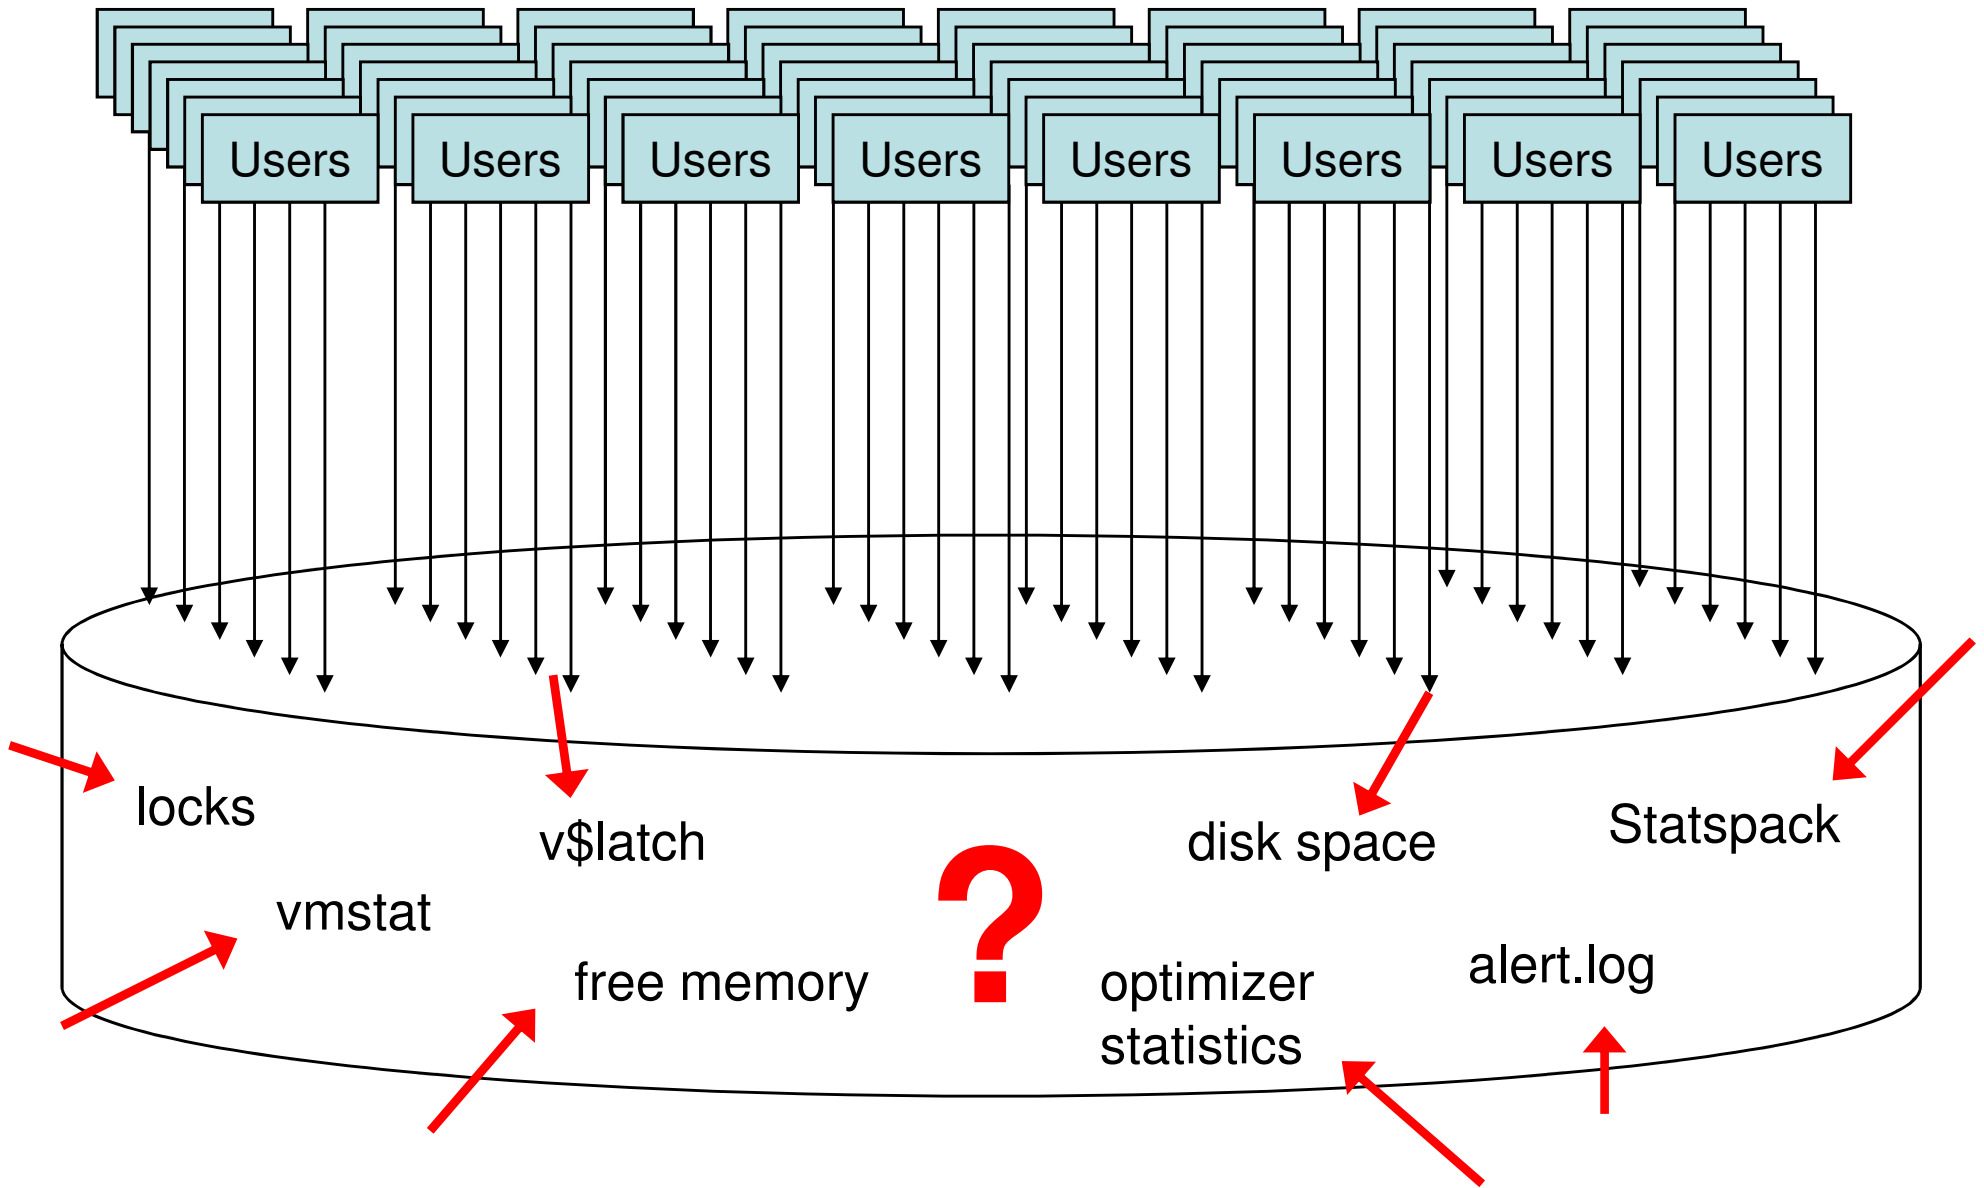 Users Users Users Users Users Users Users Users
locks
v$latch
disk space
Statspack
vmstat
?
free memory
optimizer
statistics
alert.log